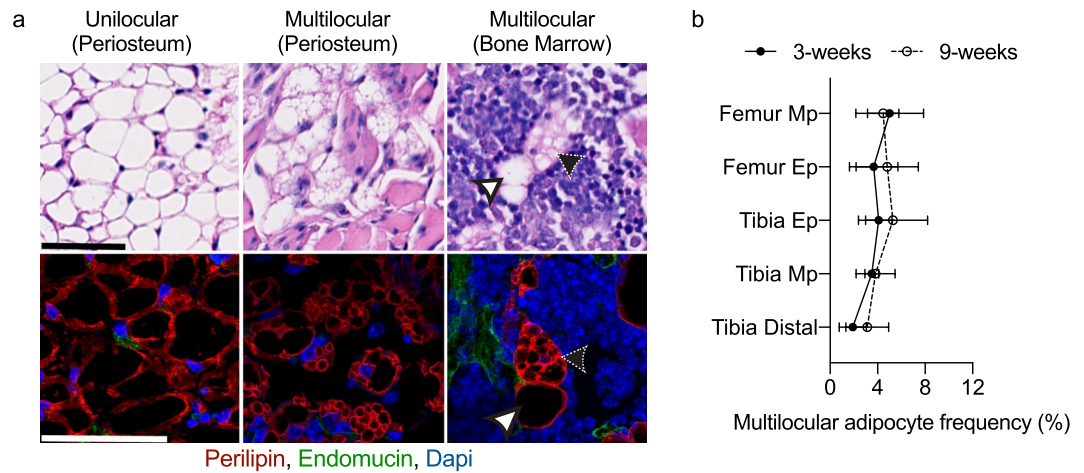 a
Unilocular
(Periosteum)
Multilocular
(Periosteum)
Multilocular
(Bone Marrow)
Perilipin, Endomucin, Dapi
b
3-weeks
9-weeks
Femur Mp
Femur Ep
Tibia Ep
Tibia Mp
Tibia Distal
0 4 8 12
Multilocular adipocyte frequency (%)